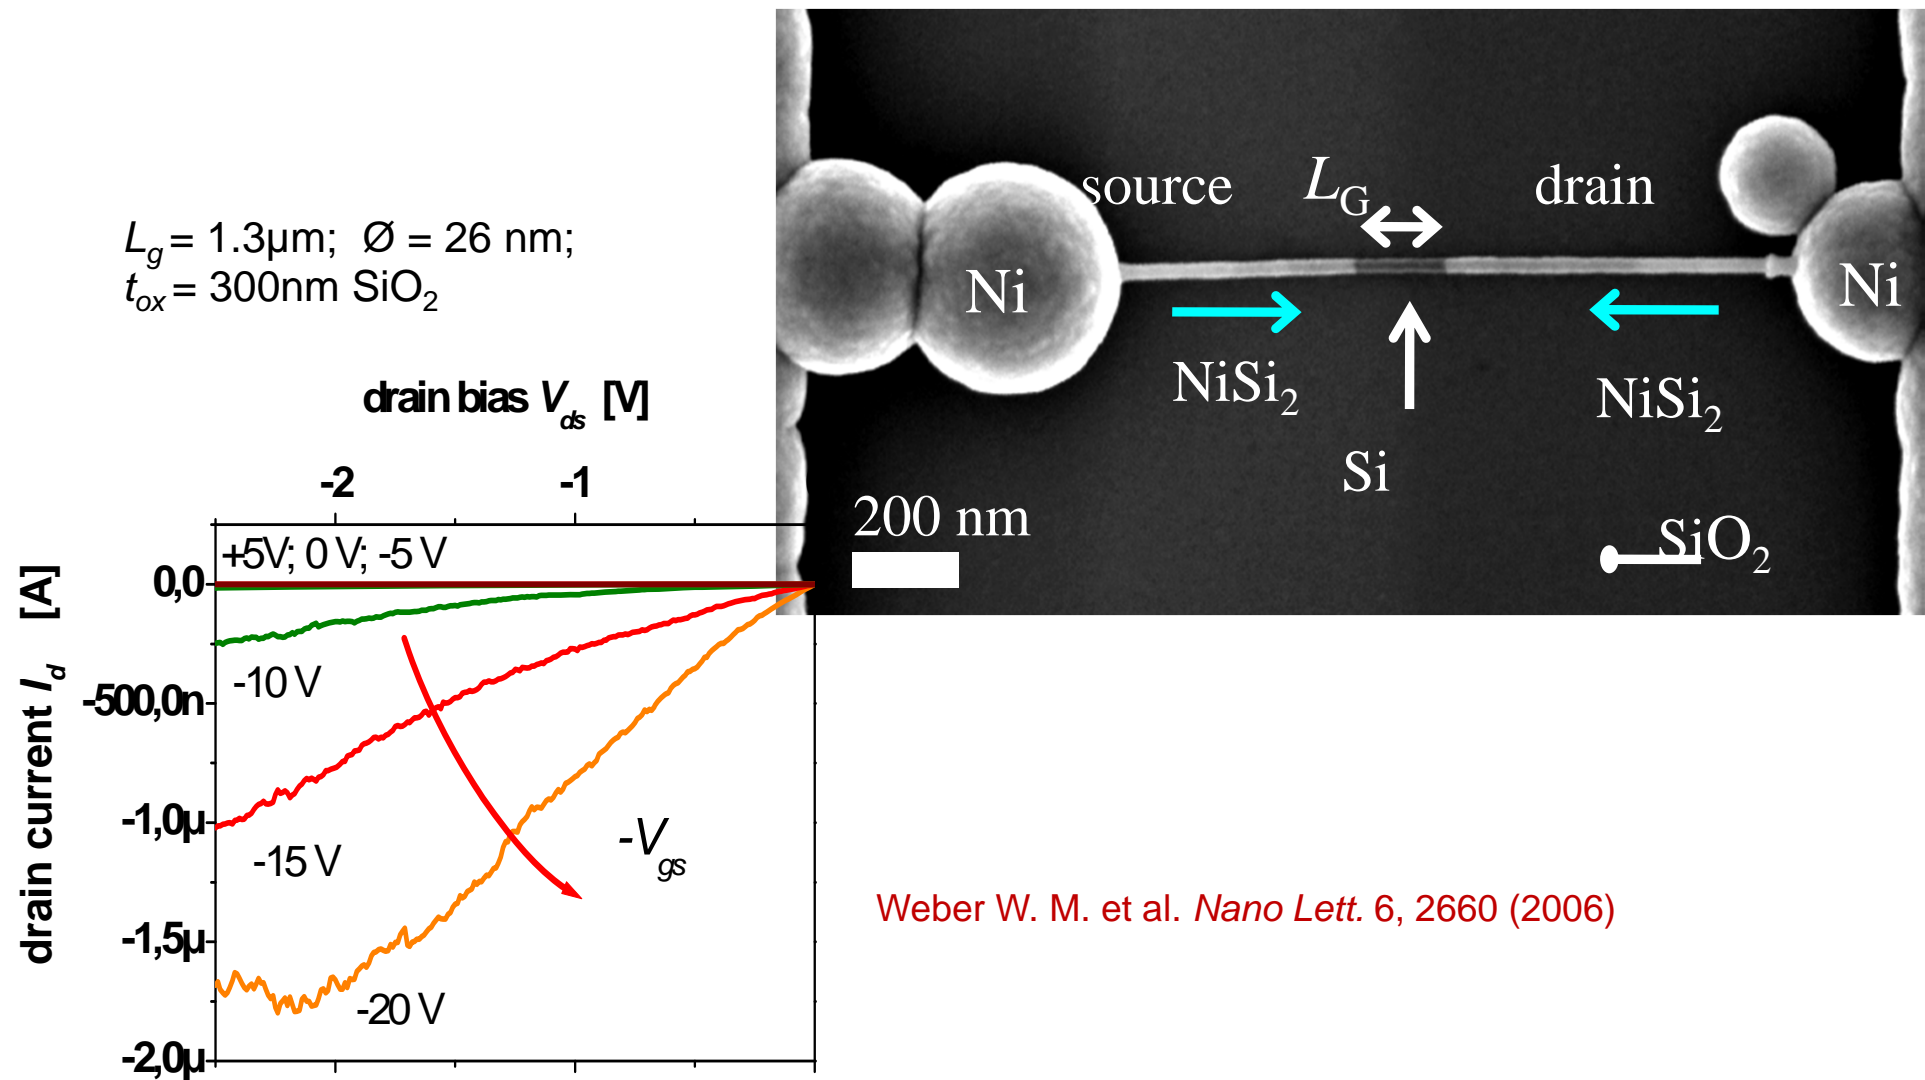 source L_G drain
Ni
Ni
NiSi₂
NiSi₂
Si
200 nm
SiO₂
L_g = 1.3µm; Ø = 26 nm;
t_ox = 300nm SiO₂
drain bias V_ds [V]
-2 -1
+5V; 0 V; -5 V
0,0
-10 V
-500,0n
-1,0µ
-15 V
-V_gs
-1,5µ
-20 V
-2,0µ
drain current I_d [A]
Weber W. M. et al. Nano Lett. 6, 2660 (2006)